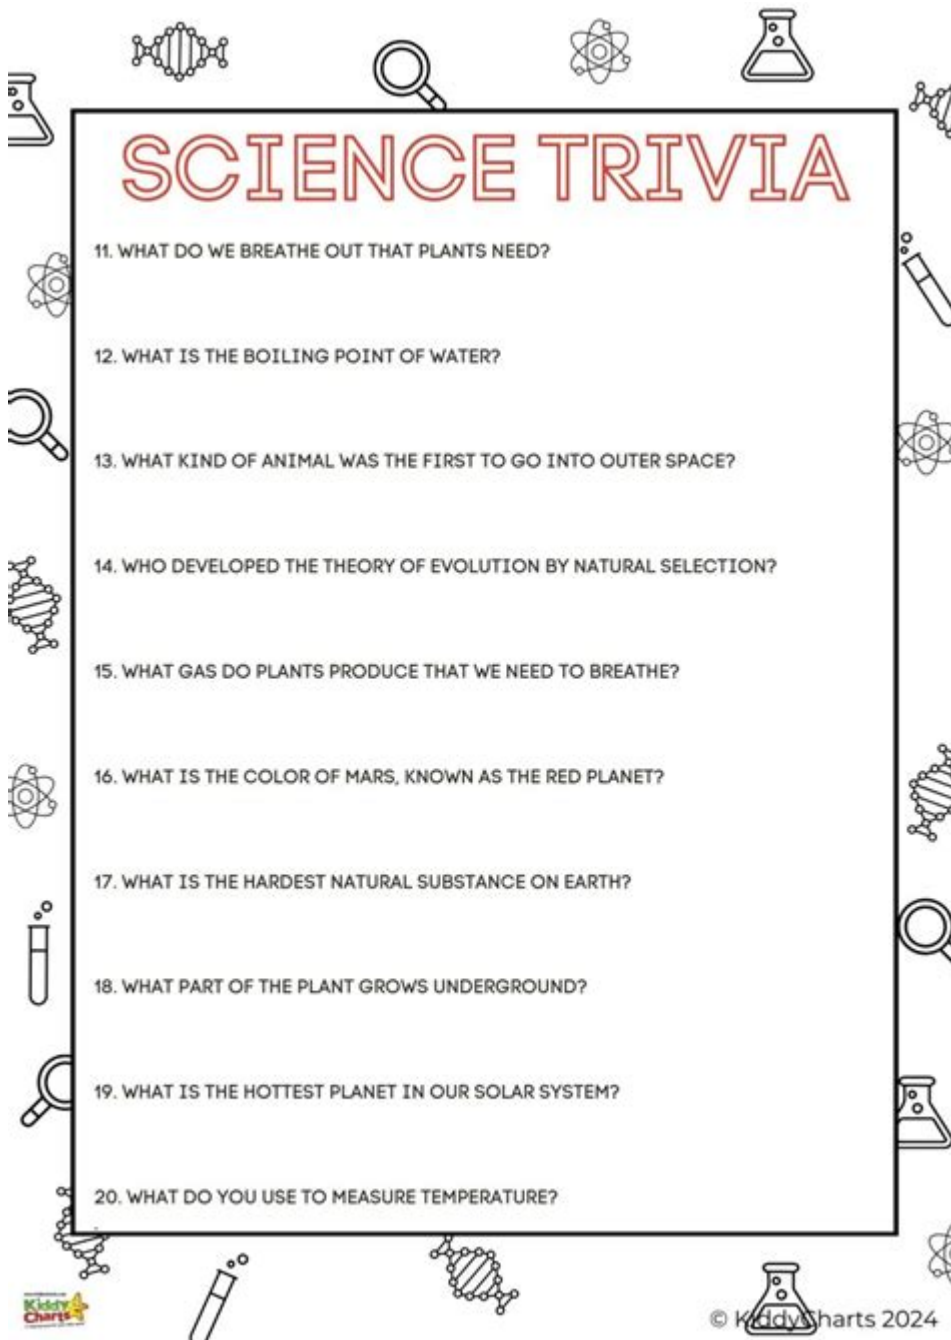 SCIENCE TRIVIA
11. WHAT DO WE BREATHE OUT THAT PLANTS NEED?
12. WHAT IS THE BOILING POINT OF WATER?
13. WHAT KIND OF ANIMAL WAS THE FIRST TO GO INTO OUTER SPACE?
14. WHO DEVELOPED THE THEORY OF EVOLUTION BY NATURAL SELECTION?
15. WHAT GAS DO PLANTS PRODUCE THAT WE NEED TO BREATHE?
16. WHAT IS THE COLOR OF MARS, KNOWN AS THE RED PLANET?
17. WHAT IS THE HARDEST NATURAL SUBSTANCE ON EARTH?
18. WHAT PART OF THE PLANT GROWS UNDERGROUND?
19. WHAT IS THE HOTTEST PLANET IN OUR SOLAR SYSTEM?
20. WHAT DO YOU USE TO MEASURE TEMPERATURE?
Kiddy
Charts
© KiddyCharts 2024